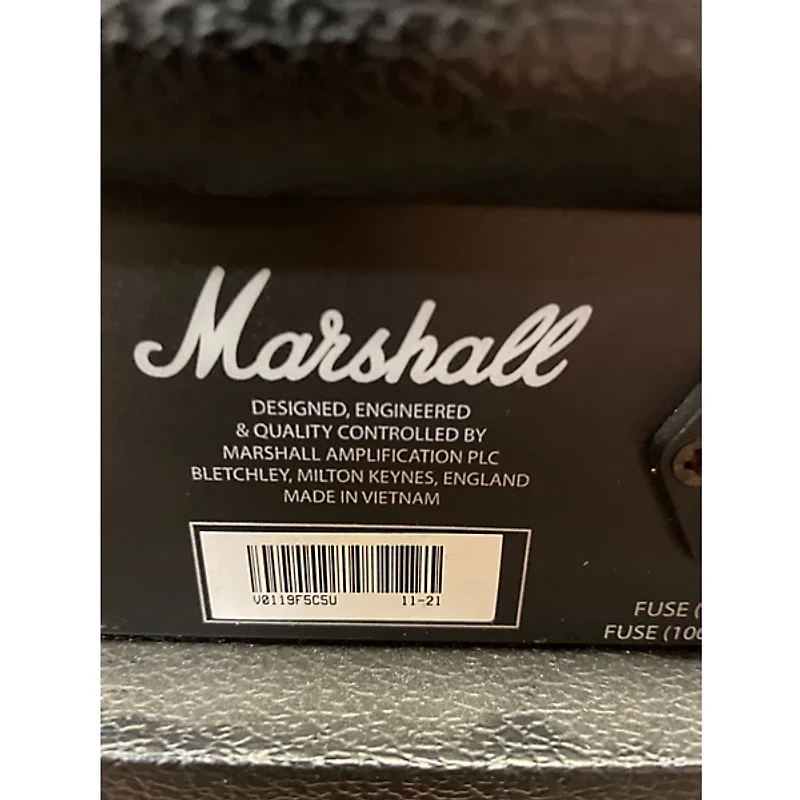 Marshall
DESIGNED, ENGINEERED
& QUALITY CONTROLLED BY
MARSHALL AMPLIFICATION PLC
BLETCHLEY, MILTON KEYNES, ENGLAND
MADE IN VIETNAM
V0119F5C5U 11-21
FUSE (
FUSE (100